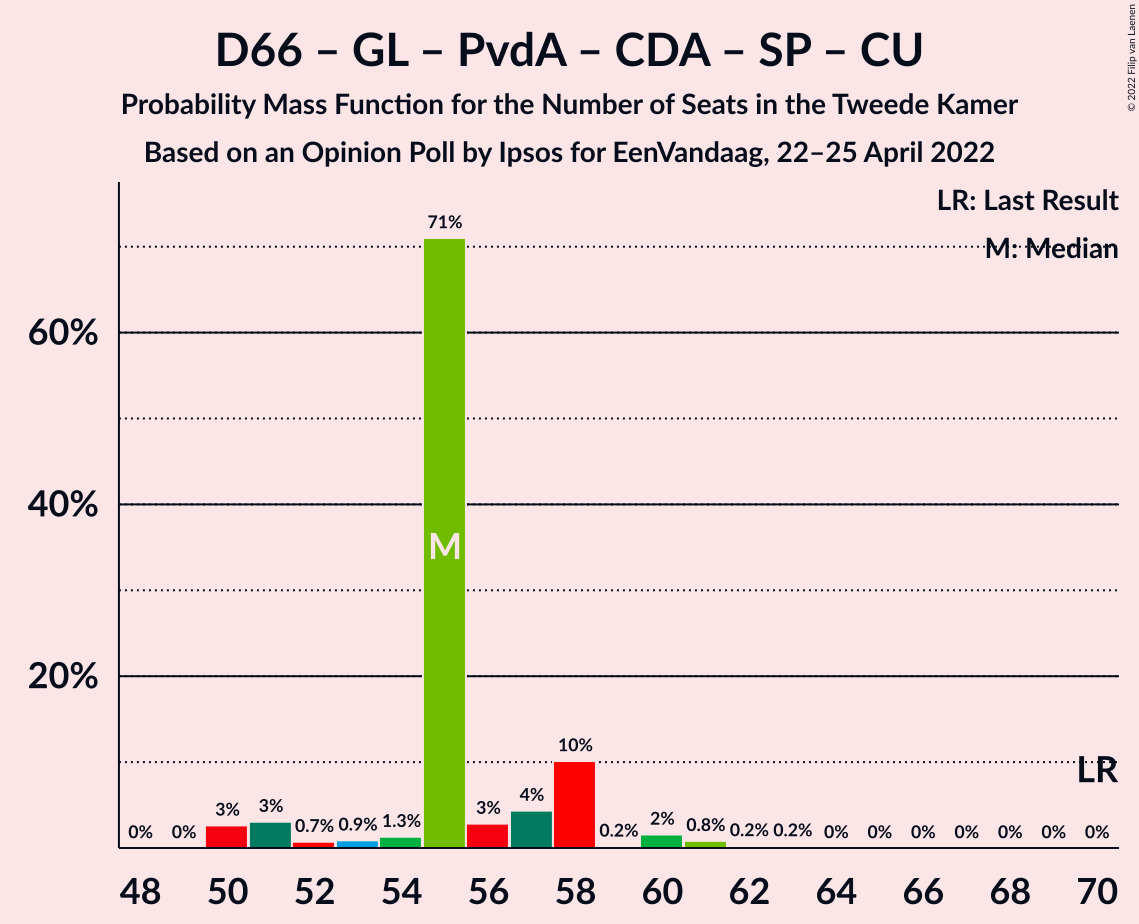 D66 – GL – PvdA – CDA – SP – CU
Probability Mass Function for the Number of Seats in the Tweede Kamer
Based on an Opinion Poll by Ipsos for EenVandaag, 22–25 April 2022
© 2022 Filip van Laenen
LR: Last Result
M: Median
60%
40%
20%
0% 0% 3% 3% 0.7% 0.9% 1.3% 71% 3% 4% 10% 0.2% 2% 0.8% 0.2% 0.2% 0% 0% 0% 0% 0% 0% 0%
M
LR
48 50 52 54 56 58 60 62 64 66 68 70